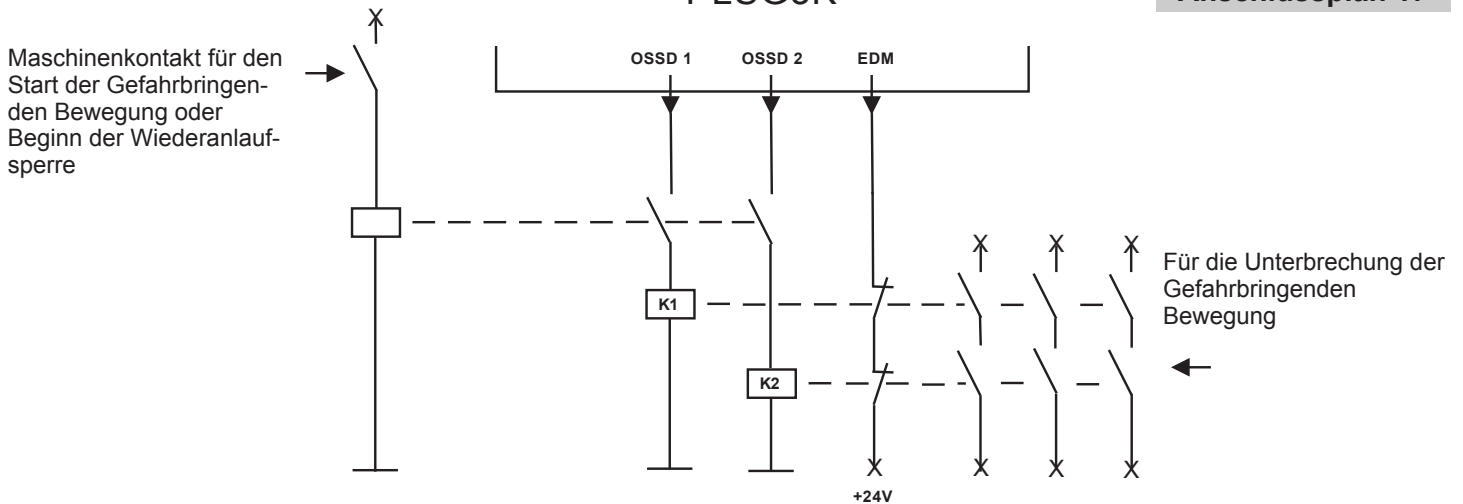 Maschinenkontakt für den
Start der Gefahrbringen-
den Bewegung oder
Beginn der Wiederanlauf-
sperre
OSSD 1 OSSD 2 EDM
X
K1
K2
X X X
Für die Unterbrechung der
Gefahrbringenden
Bewegung
X X X X
+24V